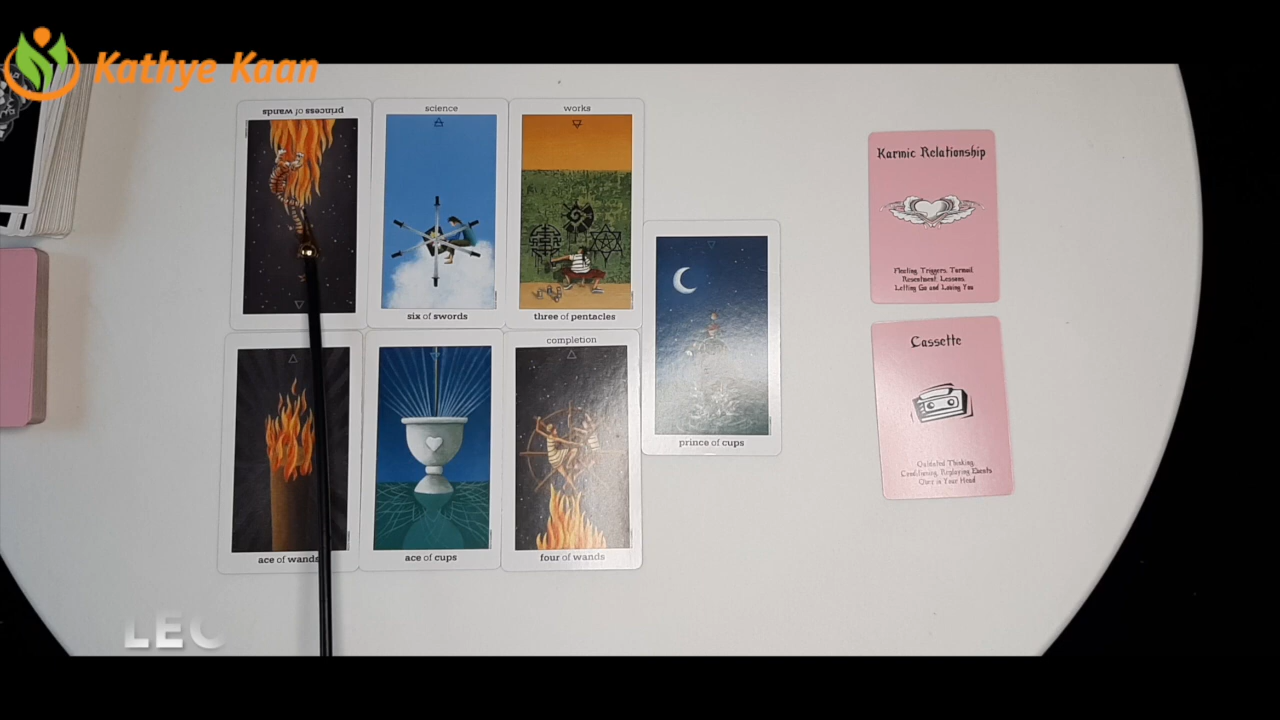 Kathye Kaan
princess of wands
science
works
six of swords
three of pentacles
prince of cups
completion
ace of wands
ace of cups
four of wands
Karmic Relationship
Fleeting, Triggers, Turmoil
Resentment, Lessons,
Letting Go and Loving You
Cassette
Outdated Thinking,
Conditioning, Replaying Events
Over in Your Head
LEO